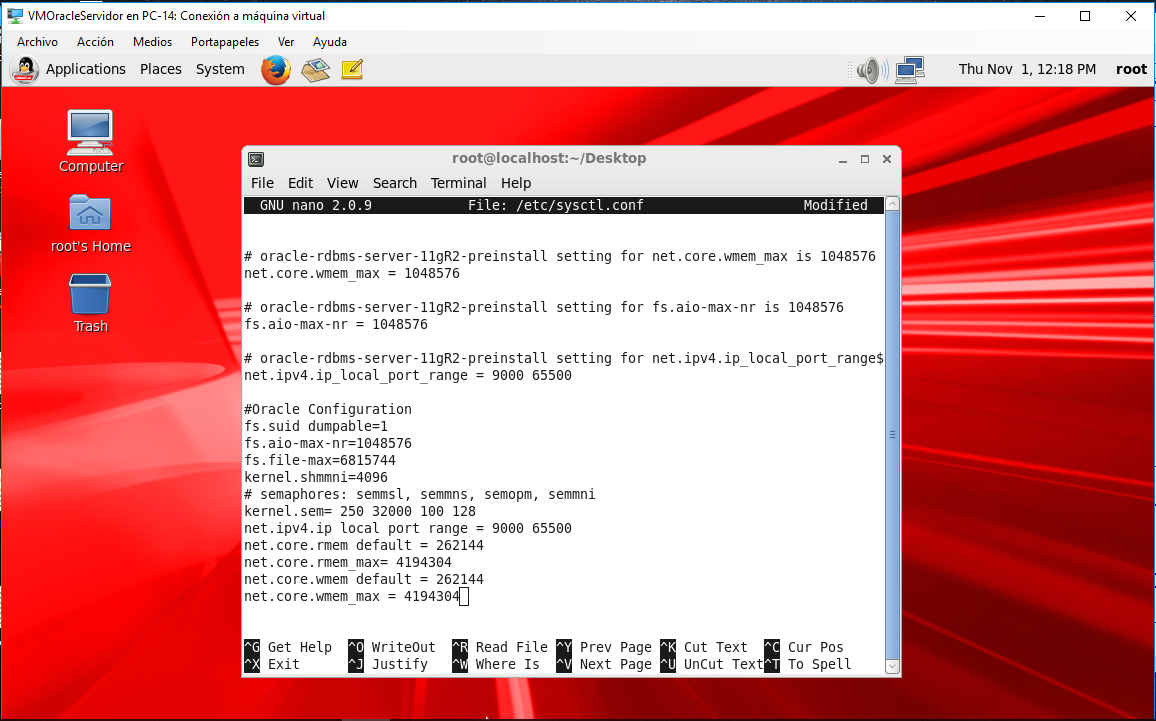 VMOracleServidor en PC-14: Conexión a máquina virtual
Archivo Acción Medios Portapapeles Ver Ayuda
Applications Places System Thu Nov 1, 12:18 PM root
Computer
root's Home
Trash
root@localhost:~/Desktop
File Edit View Search Terminal Help
GNU nano 2.0.9 File: /etc/sysctl.conf Modified
# oracle-rdbms-server-11gR2-preinstall setting for net.core.wmem_max is 1048576
net.core.wmem_max = 1048576
# oracle-rdbms-server-11gR2-preinstall setting for fs.aio-max-nr is 1048576
fs.aio-max-nr = 1048576
# oracle-rdbms-server-11gR2-preinstall setting for net.ipv4.ip_local_port_range$
net.ipv4.ip_local_port_range = 9000 65500
#Oracle Configuration
fs.suid dumpable=1
fs.aio-max-nr=1048576
fs.file-max=6815744
kernel.shmmni=4096
# semaphores: semmsl, semmns, semopm, semmni
kernel.sem= 250 32000 100 128
net.ipv4.ip local port range = 9000 65500
net.core.rmem default = 262144
net.core.rmem_max= 4194304
net.core.wmem default = 262144
net.core.wmem_max = 4194304
^G Get Help ^O WriteOut ^R Read File ^Y Prev Page ^K Cut Text ^C Cur Pos
^X Exit ^J Justify ^W Where Is ^V Next Page ^U UnCut Text ^T To Spell